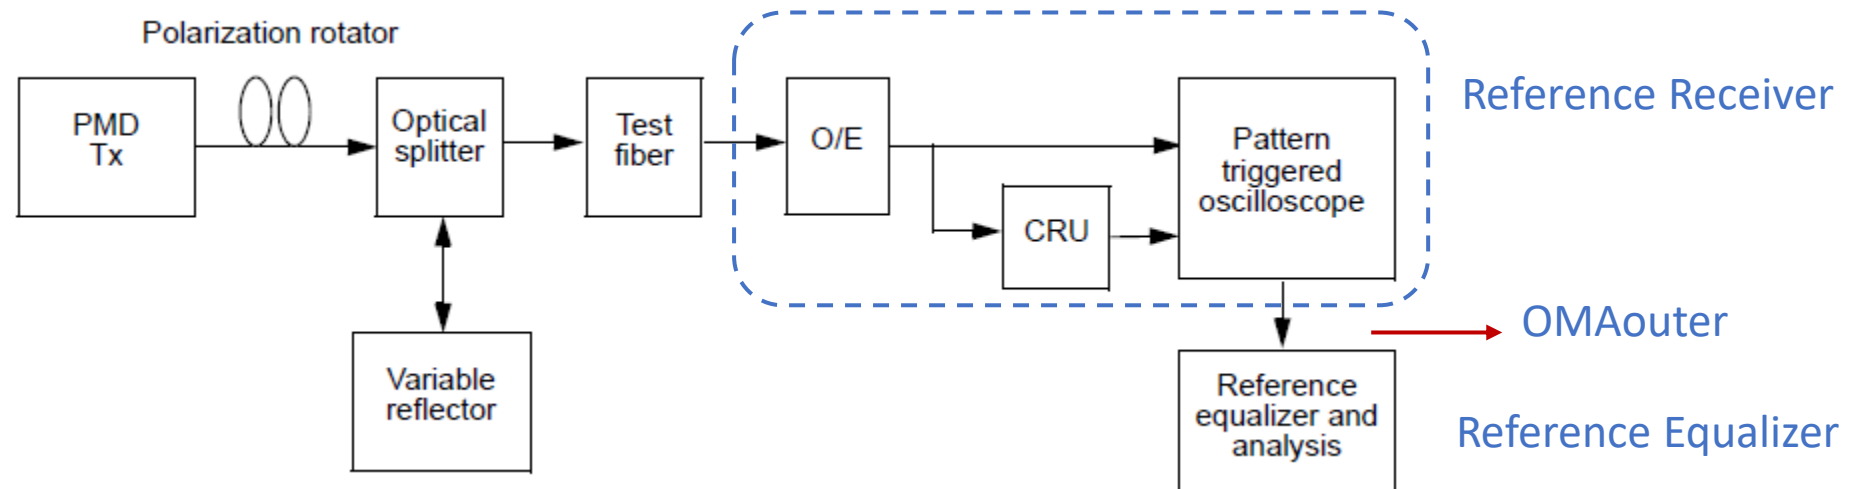 Polarization rotator
PMD
Tx
Optical
splitter
Test
fiber
O/E
CRU
Pattern
triggered
oscilloscope
Reference Receiver
Variable
reflector
OMAouter
Reference
equalizer and
analysis
Reference Equalizer